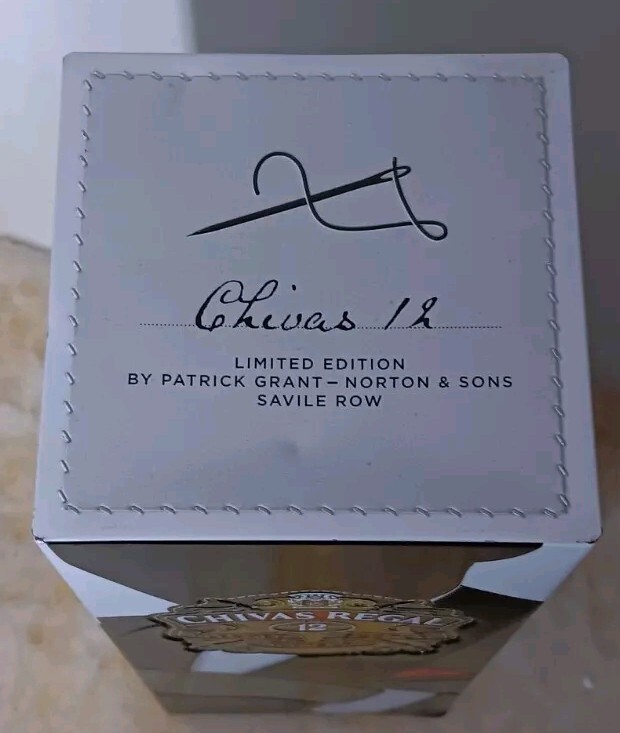 Chivas 12
LIMITED EDITION
BY PATRICK GRANT – NORTON & SONS
SAVILE ROW
CHIVAS REGAL
12